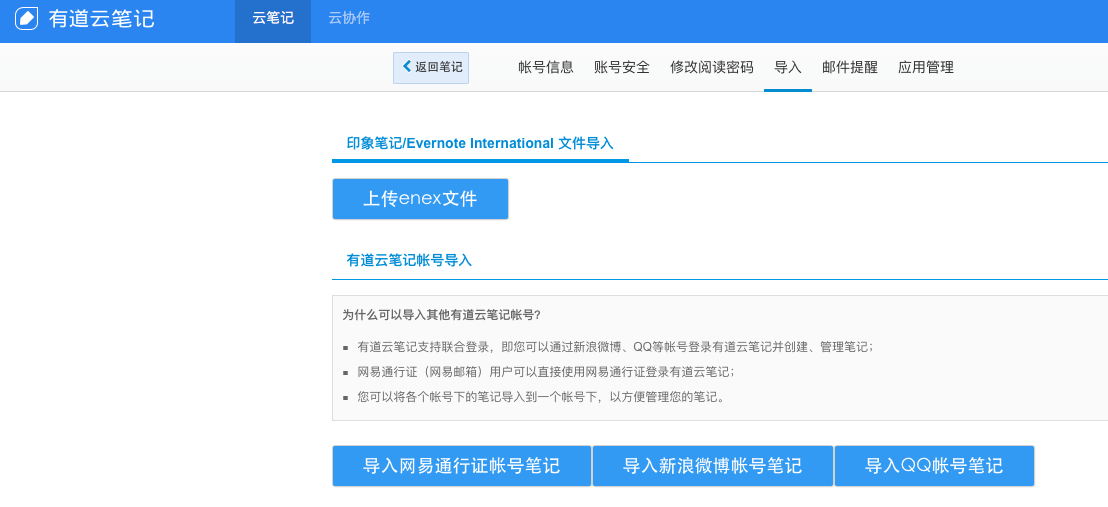 有道云笔记 云笔记 云协作
返回笔记 帐号信息 账号安全 修改阅读密码 导入 邮件提醒 应用管理
印象笔记/Evernote International 文件导入
上传enex文件
有道云笔记帐号导入
为什么可以导入其他有道云笔记帐号?
有道云笔记支持联合登录，即您可以通过新浪微博、QQ等帐号登录有道云笔记并创建、管理笔记；
网易通行证（网易邮箱）用户可以直接使用网易通行证登录有道云笔记；
您可以将各个帐号下的笔记导入到一个帐号下，以方便管理您的笔记。
导入网易通行证帐号笔记 导入新浪微博帐号笔记 导入QQ帐号笔记